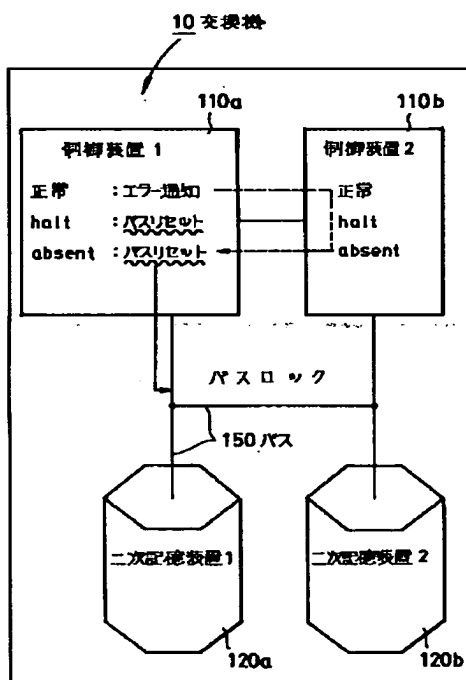 10 交換機
110a
110b
制御装置1
正常 :エラー通知
halt :バスリセット
absent :バスリセット
制御装置2
正常
halt
absent
バスロック
150 バス
二次記憶装置1
二次記憶装置2
120a
120b